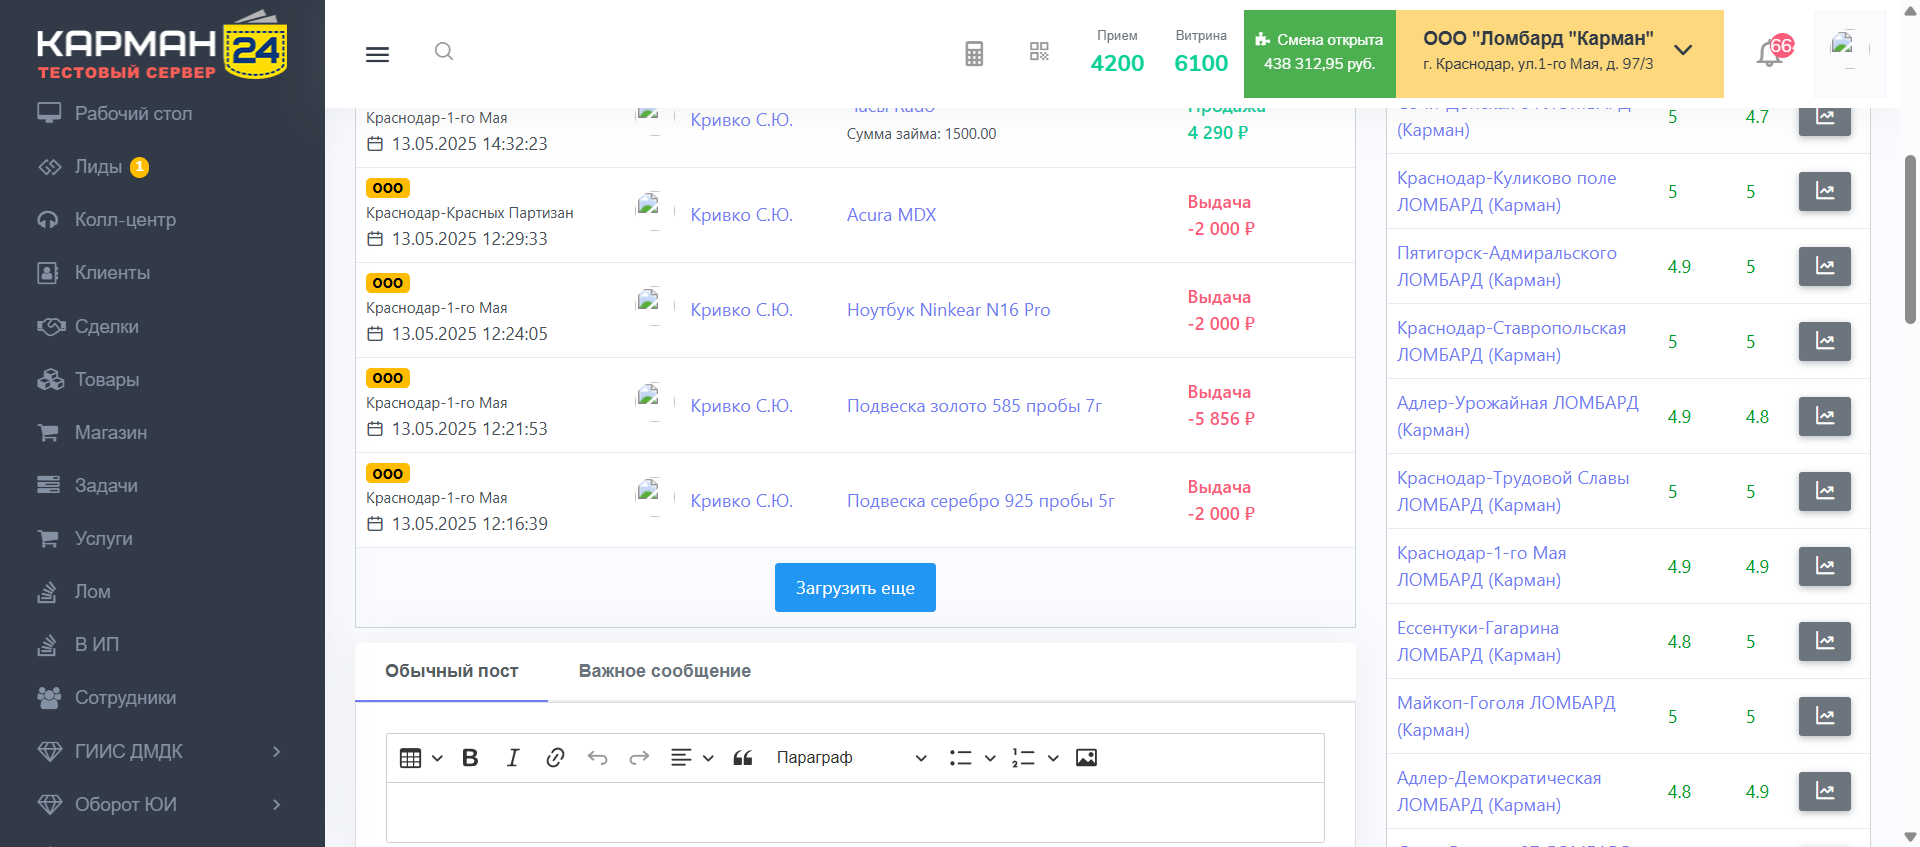 КАРМАН 24
ТЕСТОВЫЙ СЕРВЕР
Рабочий стол
Лиды 1
Колл-центр
Клиенты
Сделки
Товары
Магазин
Задачи
Услуги
Лом
В ИП
Сотрудники
ГИИС ДМДК
Оборот ЮИ
Прием
4200
Витрина
6100
Смена открыта
438 312,95 руб.
ООО "Ломбард "Карман"
г. Краснодар, ул.1-го Мая, д. 97/3
66
Краснодар-1-го Мая
13.05.2025 14:32:23
Кривко С.Ю.
Часы Rado
Сумма займа: 1500.00
Продажа
4 290 ₽
ООО
Краснодар-Красных Партизан
13.05.2025 12:29:33
Кривко С.Ю.
Acura MDX
Выдача
-2 000 ₽
ООО
Краснодар-1-го Мая
13.05.2025 12:24:05
Кривко С.Ю.
Ноутбук Ninkear N16 Pro
Выдача
-2 000 ₽
ООО
Краснодар-1-го Мая
13.05.2025 12:21:53
Кривко С.Ю.
Подвеска золото 585 пробы 7г
Выдача
-5 856 ₽
ООО
Краснодар-1-го Мая
13.05.2025 12:16:39
Кривко С.Ю.
Подвеска серебро 925 пробы 5г
Выдача
-2 000 ₽
Загрузить еще
Обычный пост
Важное сообщение
Параграф
(Карман)
5 4.7
Краснодар-Куликово поле
ЛОМБАРД (Карман)
5 5
Пятигорск-Адмиральского
ЛОМБАРД (Карман)
4.9 5
Краснодар-Ставропольская
ЛОМБАРД (Карман)
5 5
Адлер-Урожайная ЛОМБАРД
(Карман)
4.9 4.8
Краснодар-Трудовой Славы
ЛОМБАРД (Карман)
5 5
Краснодар-1-го Мая
ЛОМБАРД (Карман)
4.9 4.9
Ессентуки-Гагарина
ЛОМБАРД (Карман)
4.8 5
Майкоп-Гоголя ЛОМБАРД
(Карман)
5 5
Адлер-Демократическая
ЛОМБАРД (Карман)
4.8 4.9